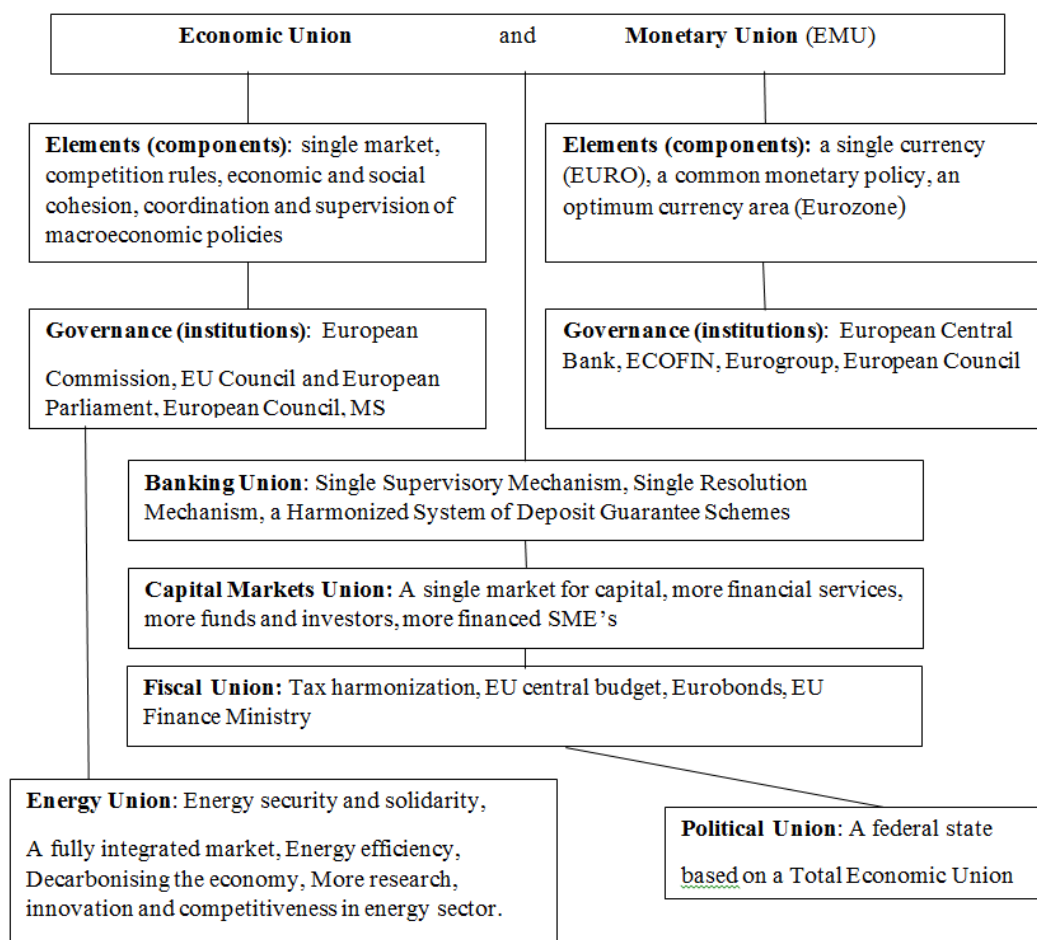 Economic Union and Monetary Union (EMU)
Elements (components): single market,
competition rules, economic and social
cohesion, coordination and supervision of
macroeconomic policies
Elements (components): a single currency
(EURO), a common monetary policy, an
optimum currency area (Eurozone)
Governance (institutions): European
Commission, EU Council and European
Parliament, European Council, MS
Governance (institutions): European Central
Bank, ECOFIN, Eurogroup, European Council
Banking Union: Single Supervisory Mechanism, Single Resolution
Mechanism, a Harmonized System of Deposit Guarantee Schemes
Capital Markets Union: A single market for capital, more financial services,
more funds and investors, more financed SME’s
Fiscal Union: Tax harmonization, EU central budget, Eurobonds, EU
Finance Ministry
Energy Union: Energy security and solidarity,
A fully integrated market, Energy efficiency,
Decarbonising the economy, More research,
innovation and competitiveness in energy sector.
Political Union: A federal state
based on a Total Economic Union